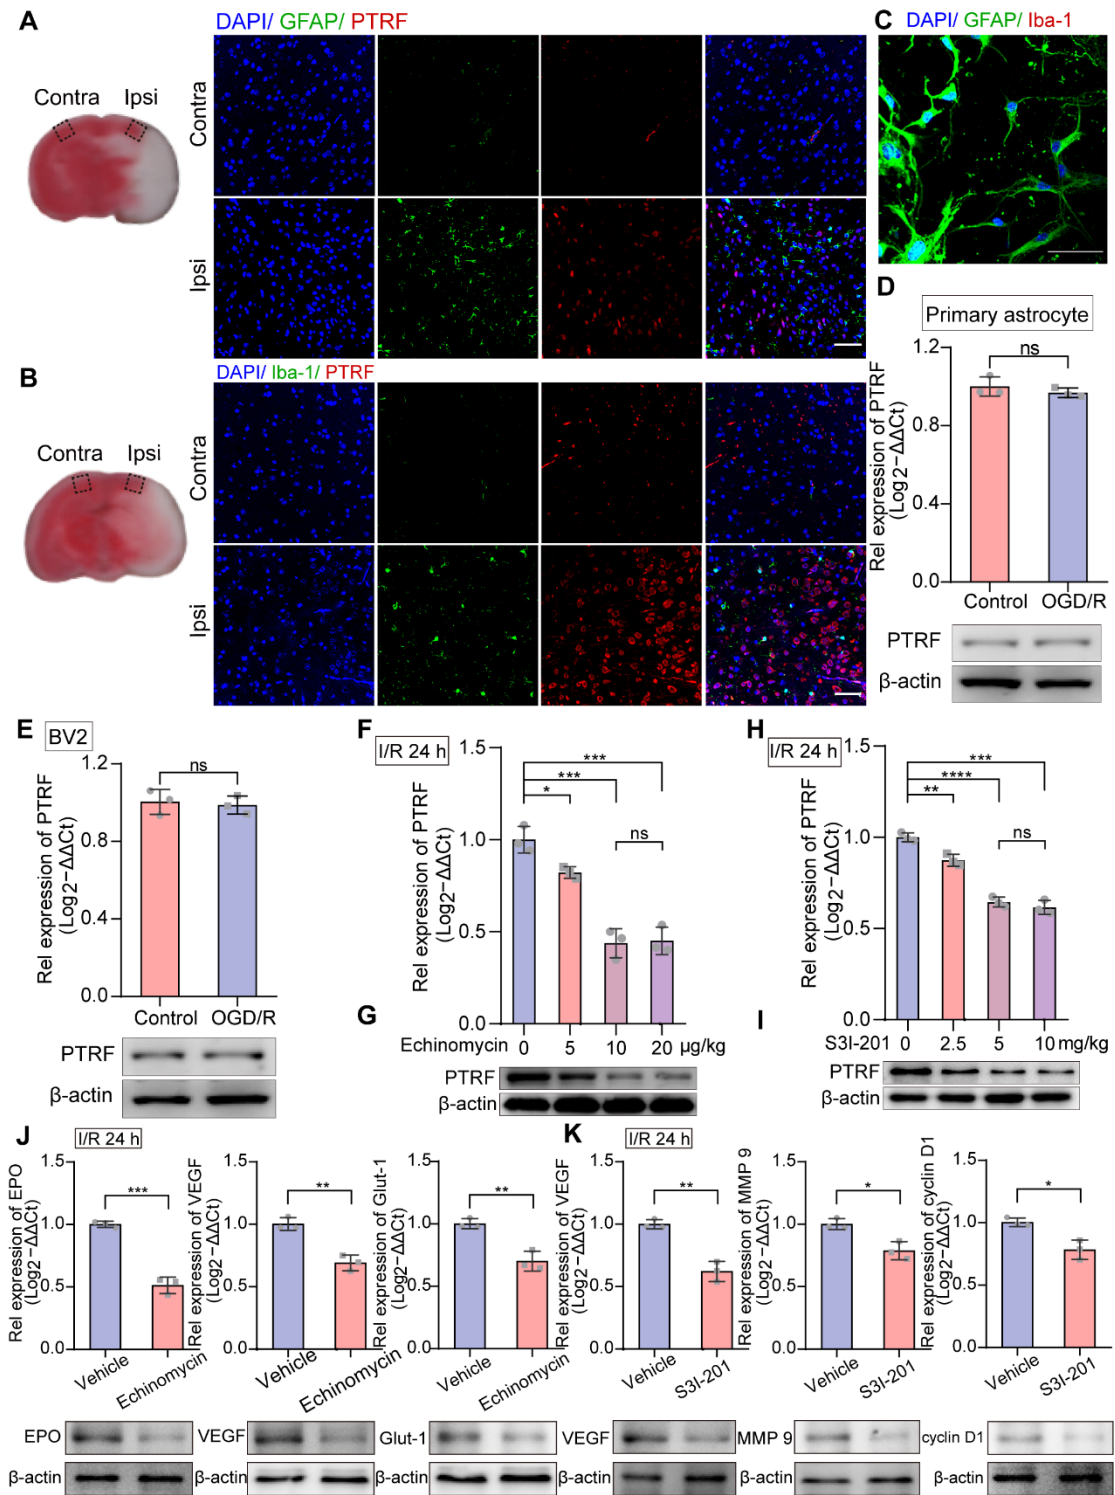 A
DAPI/ GFAP/ PTRF
Contra
Ipsi
Contra
Ipsi
B
DAPI/ Iba-1/ PTRF
Contra
Ipsi
Contra
Ipsi
C
DAPI/ GFAP/ Iba-1
D
Primary astrocyte
Rel expression of PTRF
(Log2−ΔΔCt)
1.2
0.8
0.4
0.0
ns
Control
OGD/R
PTRF
β-actin
E
BV2
Rel expression of PTRF
(Log2−ΔΔCt)
1.2
0.8
0.4
0.0
ns
Control
OGD/R
PTRF
β-actin
F
I/R 24 h
Rel expression of PTRF
(Log2−ΔΔCt)
1.5
1.0
0.5
0.0
***
***
*
ns
G
Echinomycin 0 5 10 20 μg/kg
PTRF
β-actin
H
I/R 24 h
Rel expression of PTRF
(Log2−ΔΔCt)
1.5
1.0
0.5
0.0
***
****
**
ns
I
S3I-201 0 2.5 5 10 mg/kg
PTRF
β-actin
J
I/R 24 h
Rel expression of EPO
(Log2−ΔΔCt)
1.5
1.0
0.5
0.0
***
Vehicle
Echinomycin
EPO
β-actin
Rel expression of VEGF
(Log2−ΔΔCt)
1.5
1.0
0.5
0.0
**
Vehicle
Echinomycin
VEGF
β-actin
Rel expression of Glut-1
(Log2−ΔΔCt)
1.5
1.0
0.5
0.0
**
Vehicle
Echinomycin
Glut-1
β-actin
K
I/R 24 h
Rel expression of VEGF
(Log2−ΔΔCt)
1.5
1.0
0.5
0.0
**
Vehicle
S3I-201
VEGF
β-actin
Rel expression of MMP 9
(Log2−ΔΔCt)
1.5
1.0
0.5
0.0
*
Vehicle
S3I-201
MMP 9
β-actin
Rel expression of cyclin D1
(Log2−ΔΔCt)
1.5
1.0
0.5
0.0
*
Vehicle
S3I-201
cyclin D1
β-actin